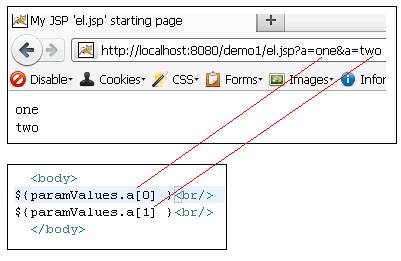 My JSP 'el.jsp' starting page
http://localhost:8080/demo1/el.jsp?a=one&a=two
Disable▾ Cookies▾ CSS▾ Forms▾ Images▾ Infor
one
two
<body>
${paramValues.a[0] }<br/>
${paramValues.a[1] }<br/>
</body>